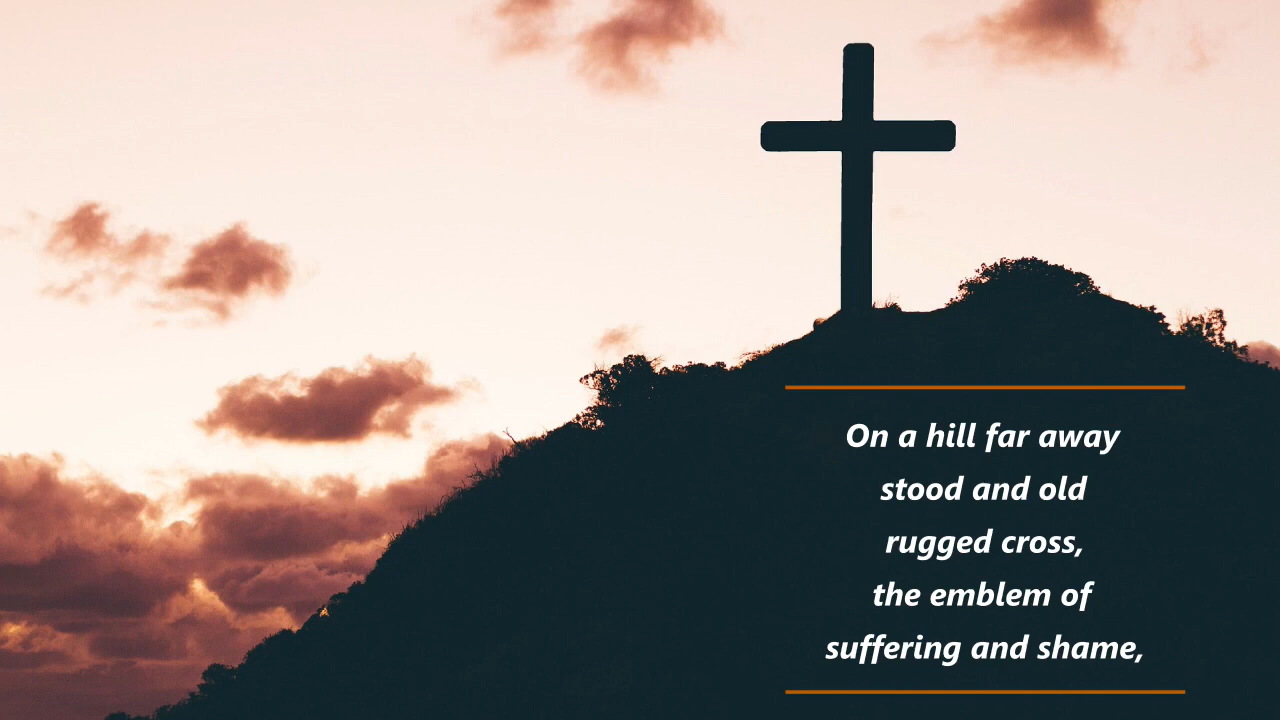 On a hill far away
stood and old
rugged cross,
the emblem of
suffering and shame,